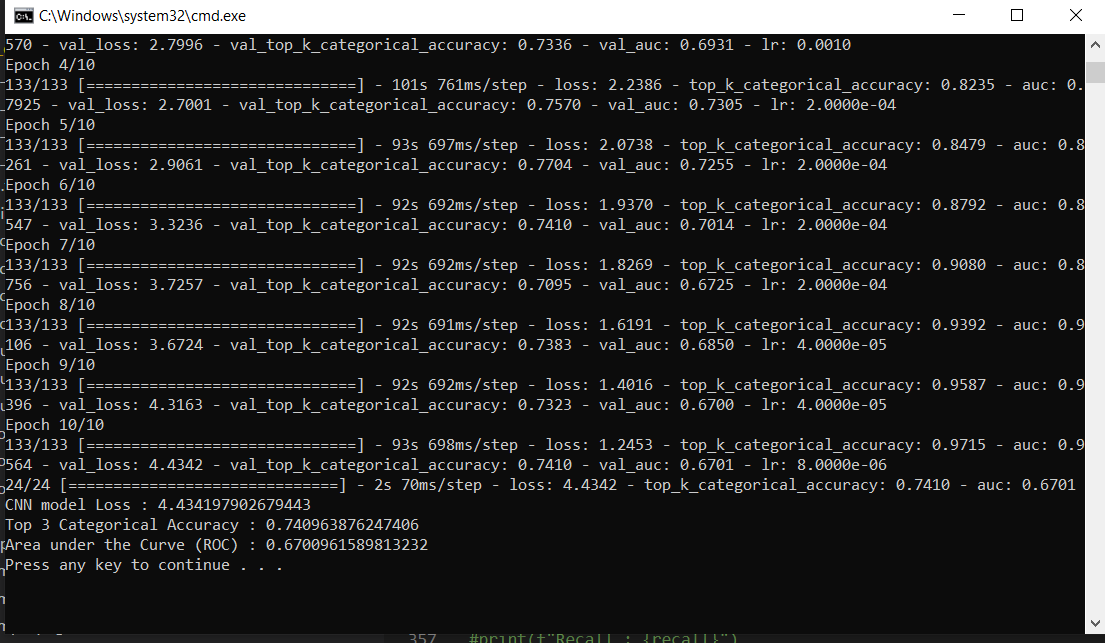 C:\Windows\system32\cmd.exe
570 - val_loss: 2.7996 - val_top_k_categorical_accuracy: 0.7336 - val_auc: 0.6931 - lr: 0.0010
Epoch 4/10
133/133 [==============================] - 101s 761ms/step - loss: 2.2386 - top_k_categorical_accuracy: 0.8235 - auc: 0.
7925 - val_loss: 2.7001 - val_top_k_categorical_accuracy: 0.7570 - val_auc: 0.7305 - lr: 2.0000e-04
Epoch 5/10
133/133 [==============================] - 93s 697ms/step - loss: 2.0738 - top_k_categorical_accuracy: 0.8479 - auc: 0.8
261 - val_loss: 2.9061 - val_top_k_categorical_accuracy: 0.7704 - val_auc: 0.7255 - lr: 2.0000e-04
Epoch 6/10
133/133 [==============================] - 92s 692ms/step - loss: 1.9370 - top_k_categorical_accuracy: 0.8792 - auc: 0.8
547 - val_loss: 3.3236 - val_top_k_categorical_accuracy: 0.7410 - val_auc: 0.7014 - lr: 2.0000e-04
Epoch 7/10
133/133 [==============================] - 92s 692ms/step - loss: 1.8269 - top_k_categorical_accuracy: 0.9080 - auc: 0.8
756 - val_loss: 3.7257 - val_top_k_categorical_accuracy: 0.7095 - val_auc: 0.6725 - lr: 2.0000e-04
Epoch 8/10
133/133 [==============================] - 92s 691ms/step - loss: 1.6191 - top_k_categorical_accuracy: 0.9392 - auc: 0.9
106 - val_loss: 3.6724 - val_top_k_categorical_accuracy: 0.7383 - val_auc: 0.6850 - lr: 4.0000e-05
Epoch 9/10
133/133 [==============================] - 92s 692ms/step - loss: 1.4016 - top_k_categorical_accuracy: 0.9587 - auc: 0.9
396 - val_loss: 4.3163 - val_top_k_categorical_accuracy: 0.7323 - val_auc: 0.6700 - lr: 4.0000e-05
Epoch 10/10
133/133 [==============================] - 93s 698ms/step - loss: 1.2453 - top_k_categorical_accuracy: 0.9715 - auc: 0.9
564 - val_loss: 4.4342 - val_top_k_categorical_accuracy: 0.7410 - val_auc: 0.6701 - lr: 8.0000e-06
24/24 [==============================] - 2s 70ms/step - loss: 4.4342 - top_k_categorical_accuracy: 0.7410 - auc: 0.6701
CNN model Loss : 4.434197902679443
Top 3 Categorical Accuracy : 0.740963876247406
Area under the Curve (ROC) : 0.6700961589813232
Press any key to continue . . .
357 #print(f"Recall : {recall}")